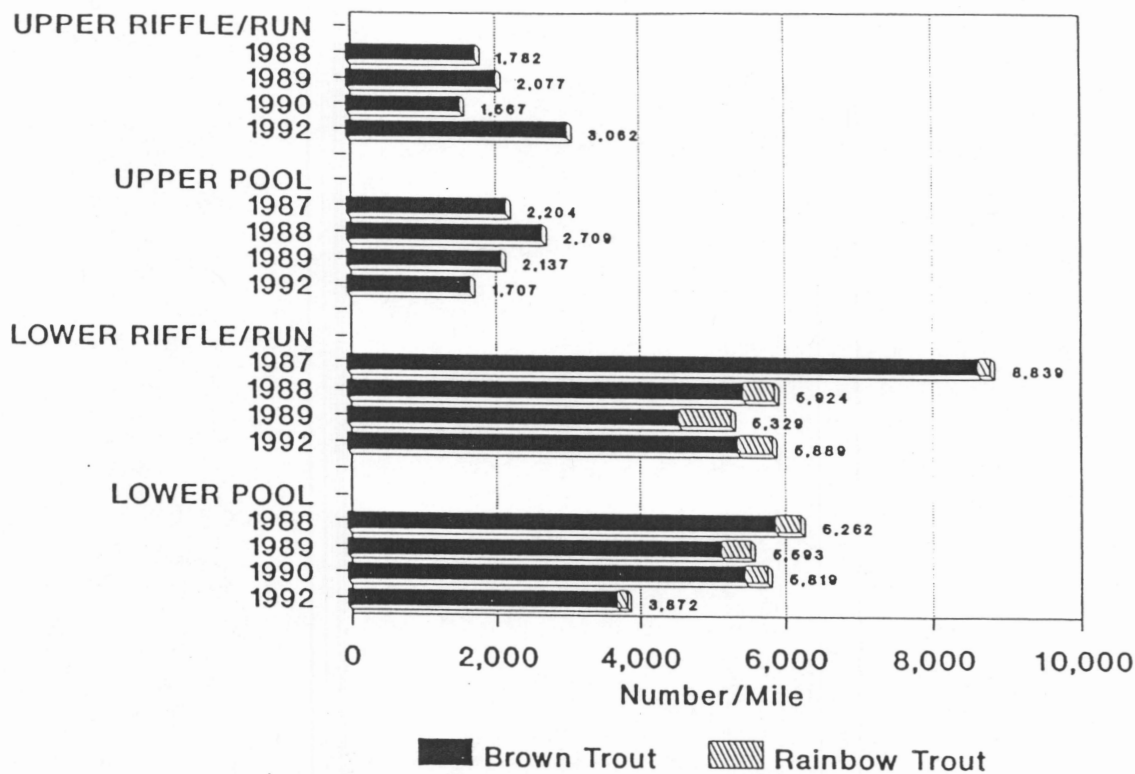 UPPER RIFFLE/RUN
1988 1,782
1989 2,077
1990 1,567
1992 3,062
UPPER POOL
1987 2,204
1988 2,709
1989 2,137
1992 1,707
LOWER RIFFLE/RUN
1987 8,839
1988 5,924
1989 5,329
1992 5,889
LOWER POOL
1988 6,262
1989 5,593
1990 5,819
1992 3,872
0 2,000 4,000 6,000 8,000 10,000
Number/Mile
Brown Trout Rainbow Trout